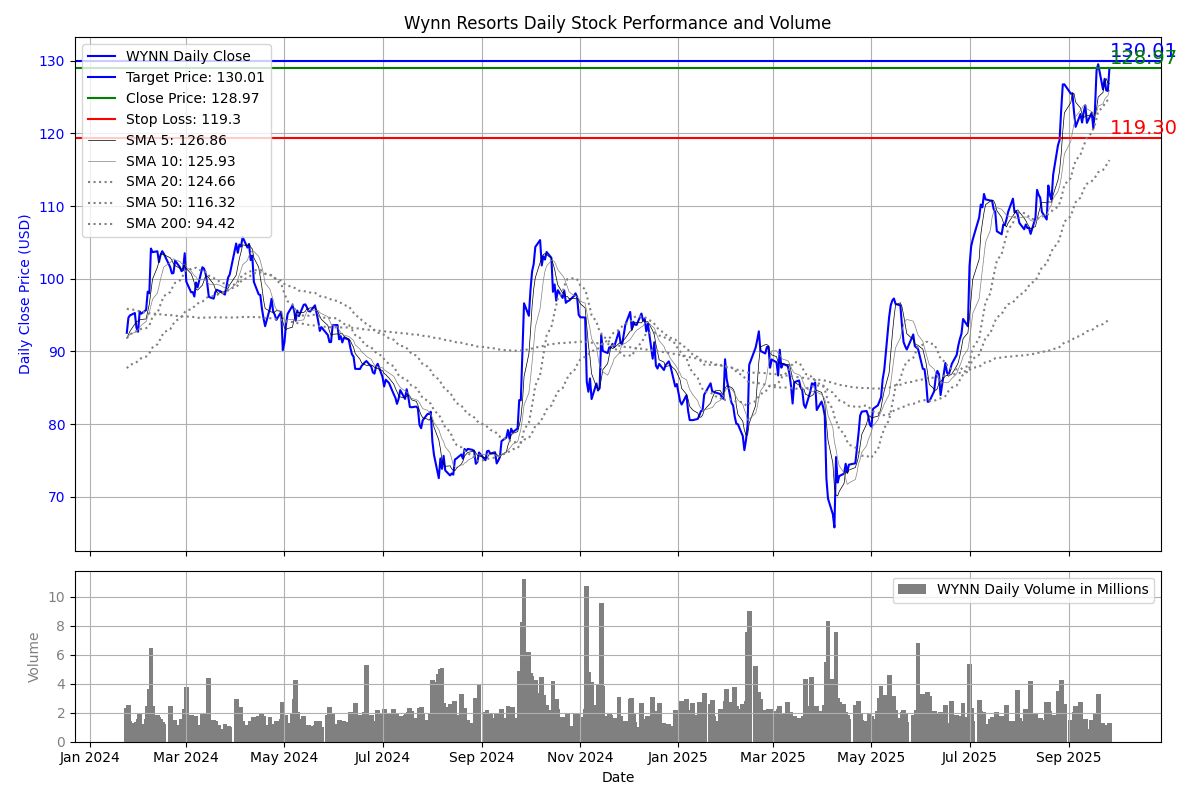 Wynn Resorts Daily Stock Performance and Volume
130.01
128.97
119.30
WYNN Daily Close
Target Price: 130.01
Close Price: 128.97
Stop Loss: 119.3
SMA 5: 126.86
SMA 10: 125.93
SMA 20: 124.66
SMA 50: 116.32
SMA 200: 94.42
Daily Close Price (USD)
130
120
110
100
90
80
70
WYNN Daily Volume in Millions
Volume
10
8
6
4
2
0
Jan 2024 Mar 2024 May 2024 Jul 2024 Sep 2024 Nov 2024 Jan 2025 Mar 2025 May 2025 Jul 2025 Sep 2025
Date